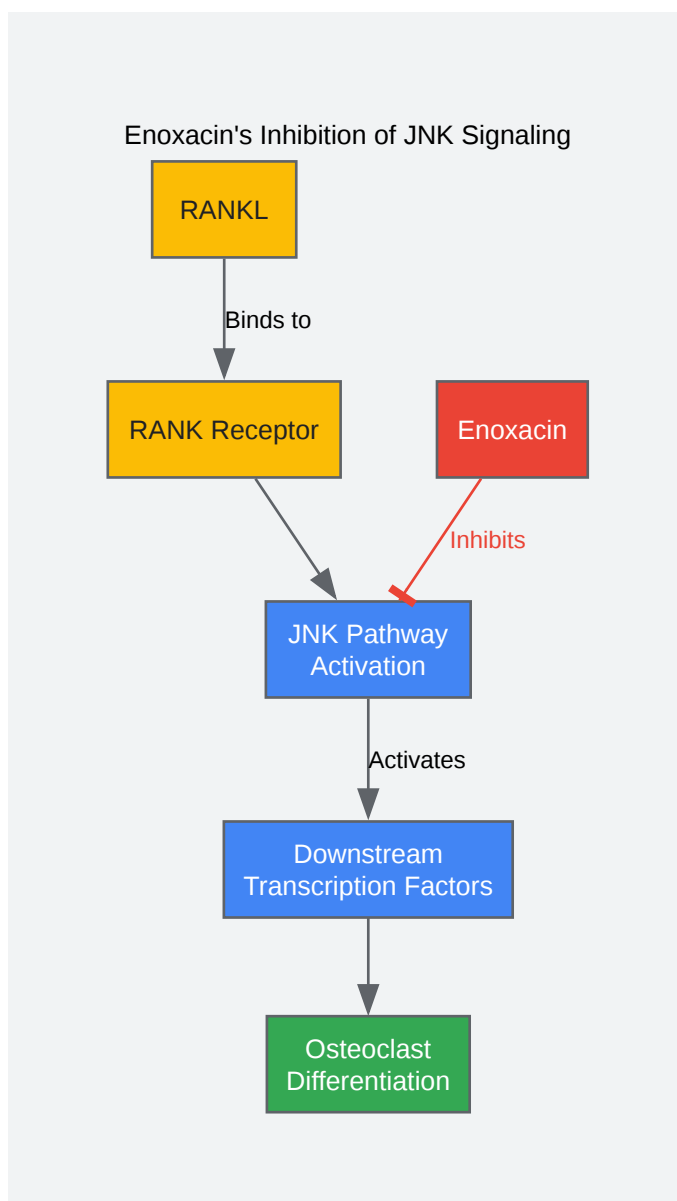 Enoxacin's Inhibition of JNK Signaling
RANKL
Binds to
RANK Receptor
Enoxacin
Inhibits
JNK Pathway
Activation
Activates
Downstream
Transcription Factors
Osteoclast
Differentiation